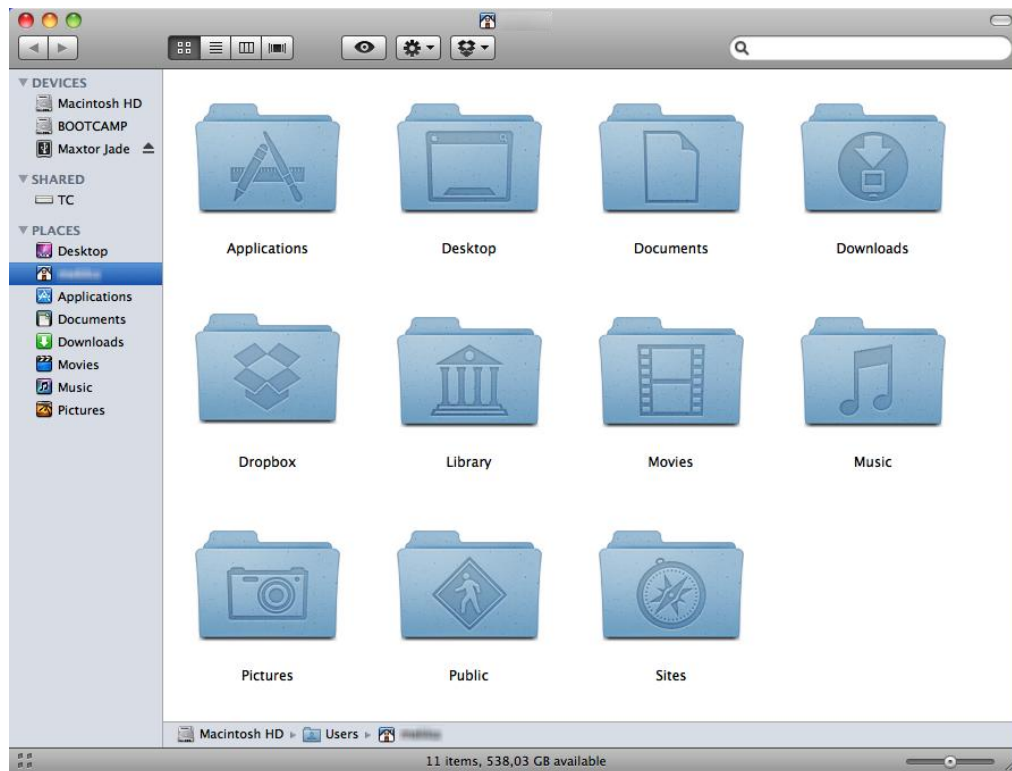 DEVICES
Macintosh HD
BOOTCAMP
Maxtor Jade
SHARED
TC
PLACES
Desktop
Applications
Documents
Downloads
Movies
Music
Pictures
Applications Desktop Documents Downloads
Dropbox Library Movies Music
Pictures Public Sites
Macintosh HD Users
11 items, 538,03 GB available